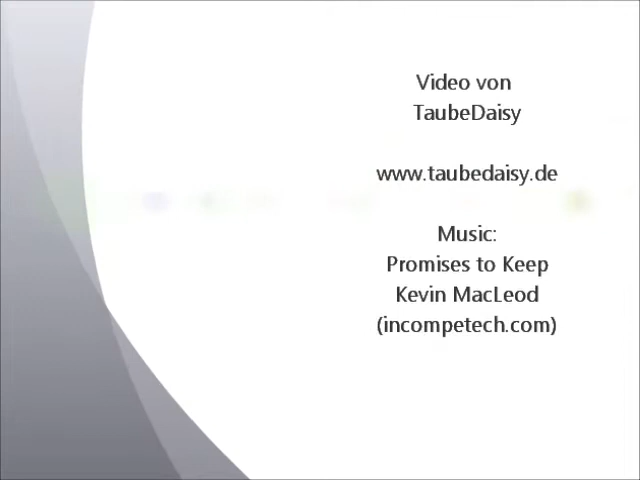 Video von
TaubeDaisy
www.taubedaisy.de
Music:
Promises to Keep
Kevin MacLeod
(incompetech.com)